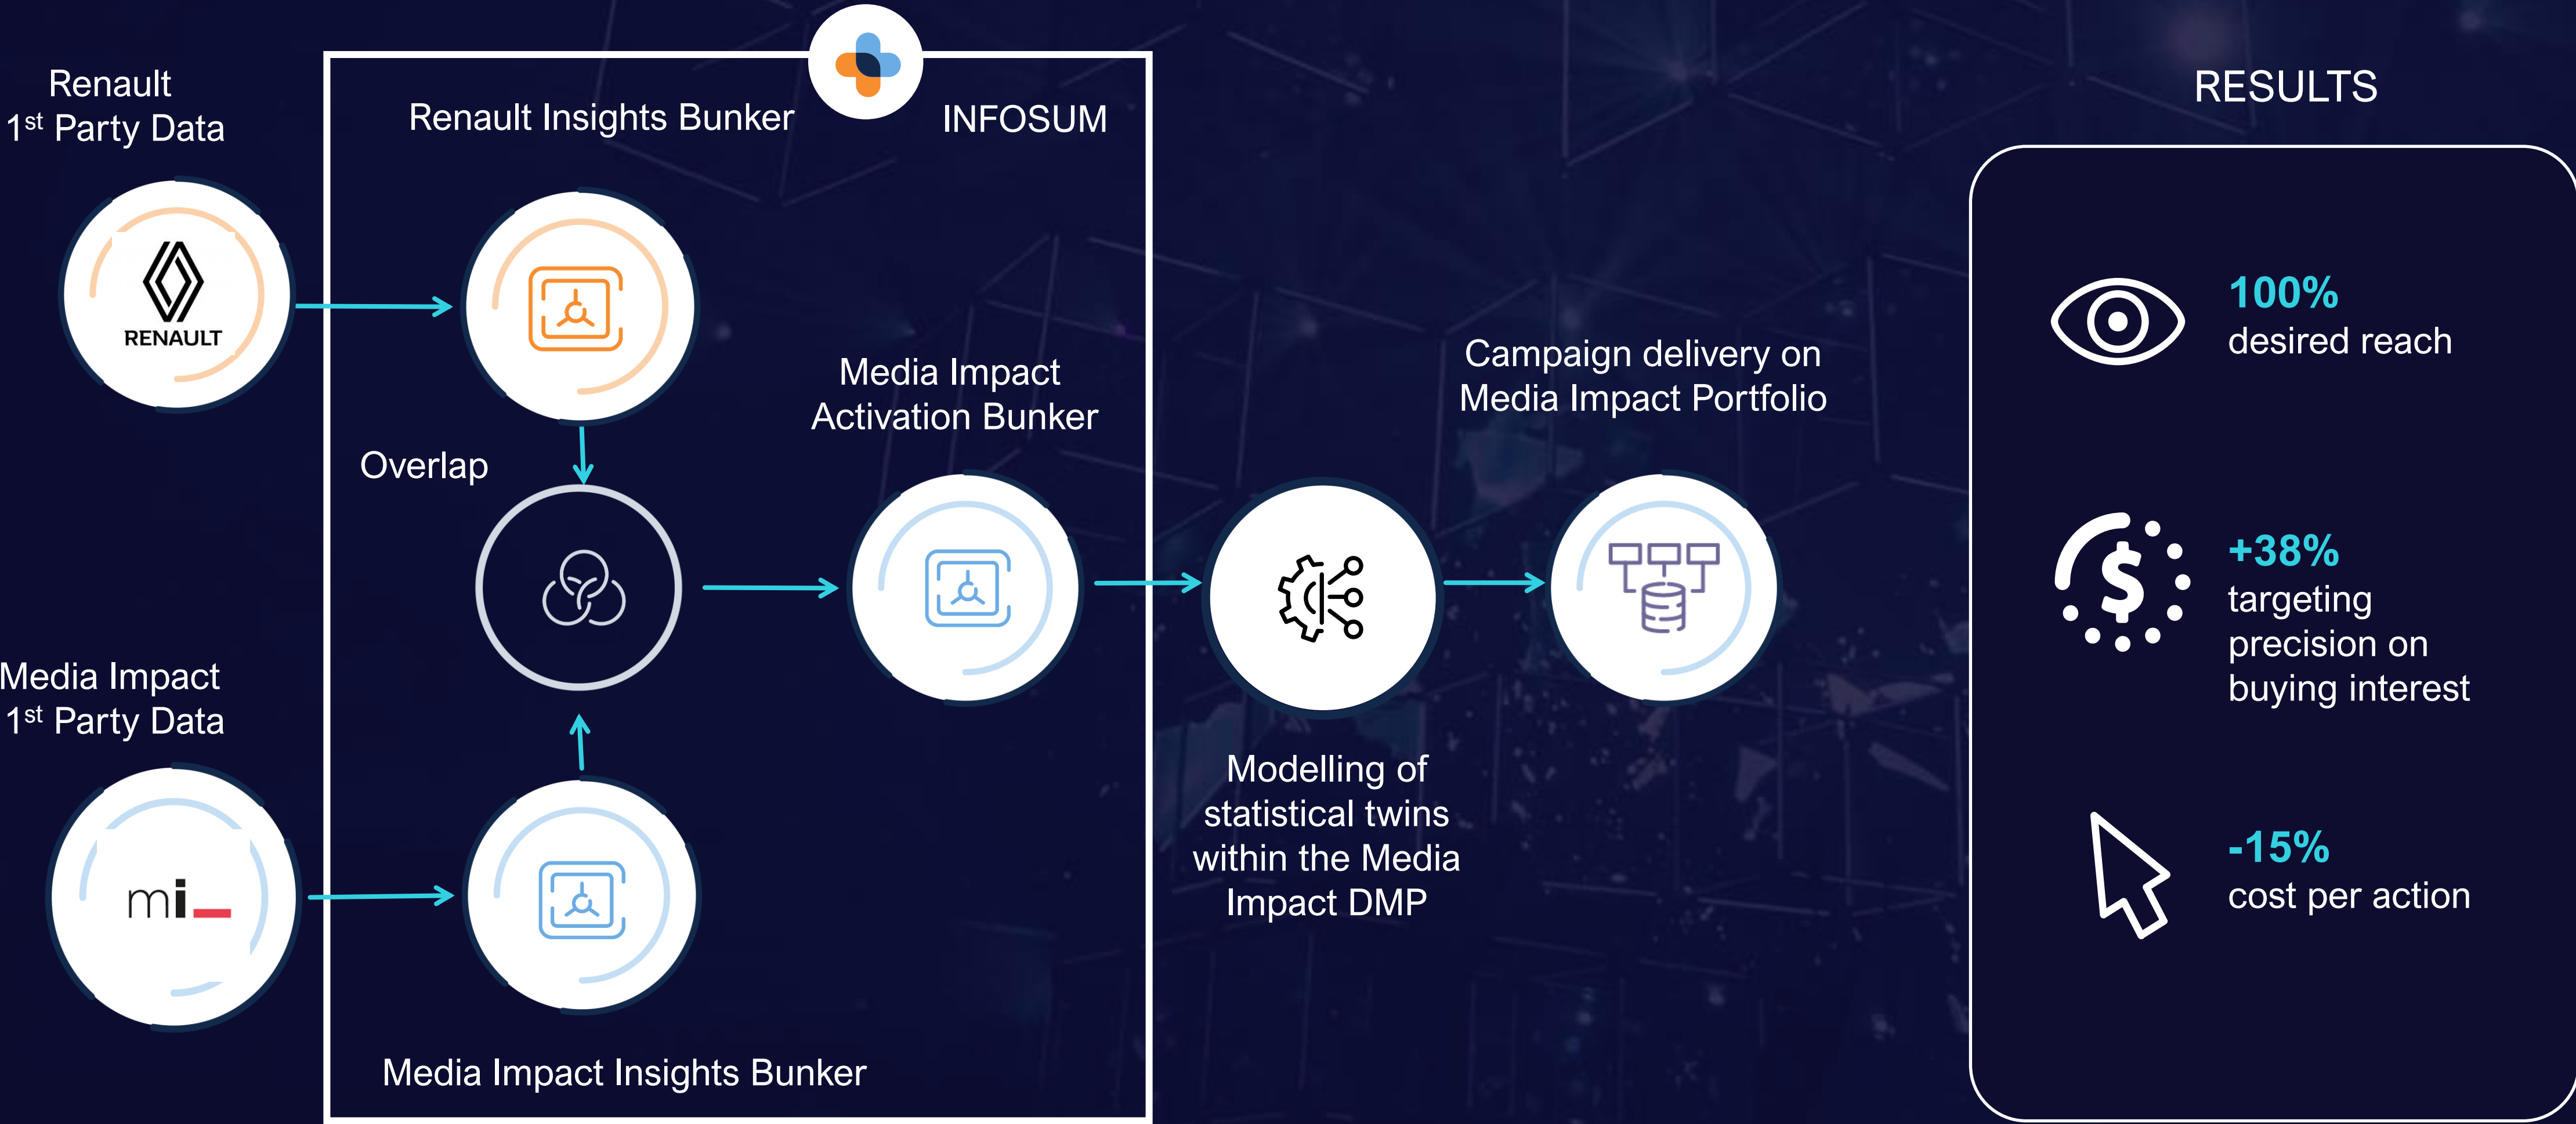 Renault
1st Party Data
RENAULT
Renault Insights Bunker
INFOSUM
Overlap
Media Impact
Activation Bunker
Media Impact
1st Party Data
mi_
Media Impact Insights Bunker
Modelling of
statistical twins
within the Media
Impact DMP
Campaign delivery on
Media Impact Portfolio
RESULTS
100%
desired reach
$
+38%
targeting
precision on
buying interest
-15%
cost per action